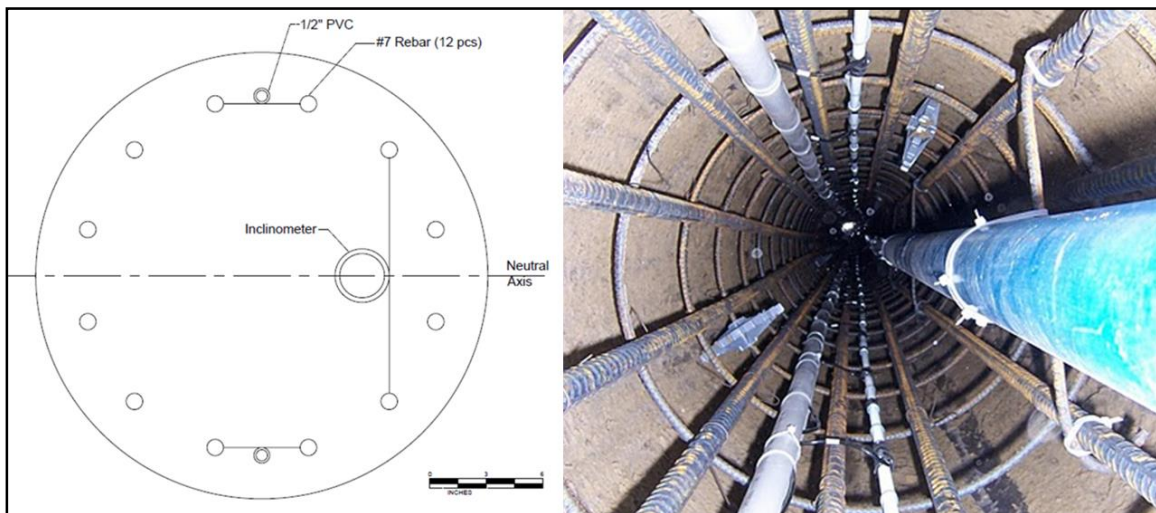 -1/2" PVC
#7 Rebar (12 pcs)
Inclinometer
Neutral
Axis
0 3 6
INCHES